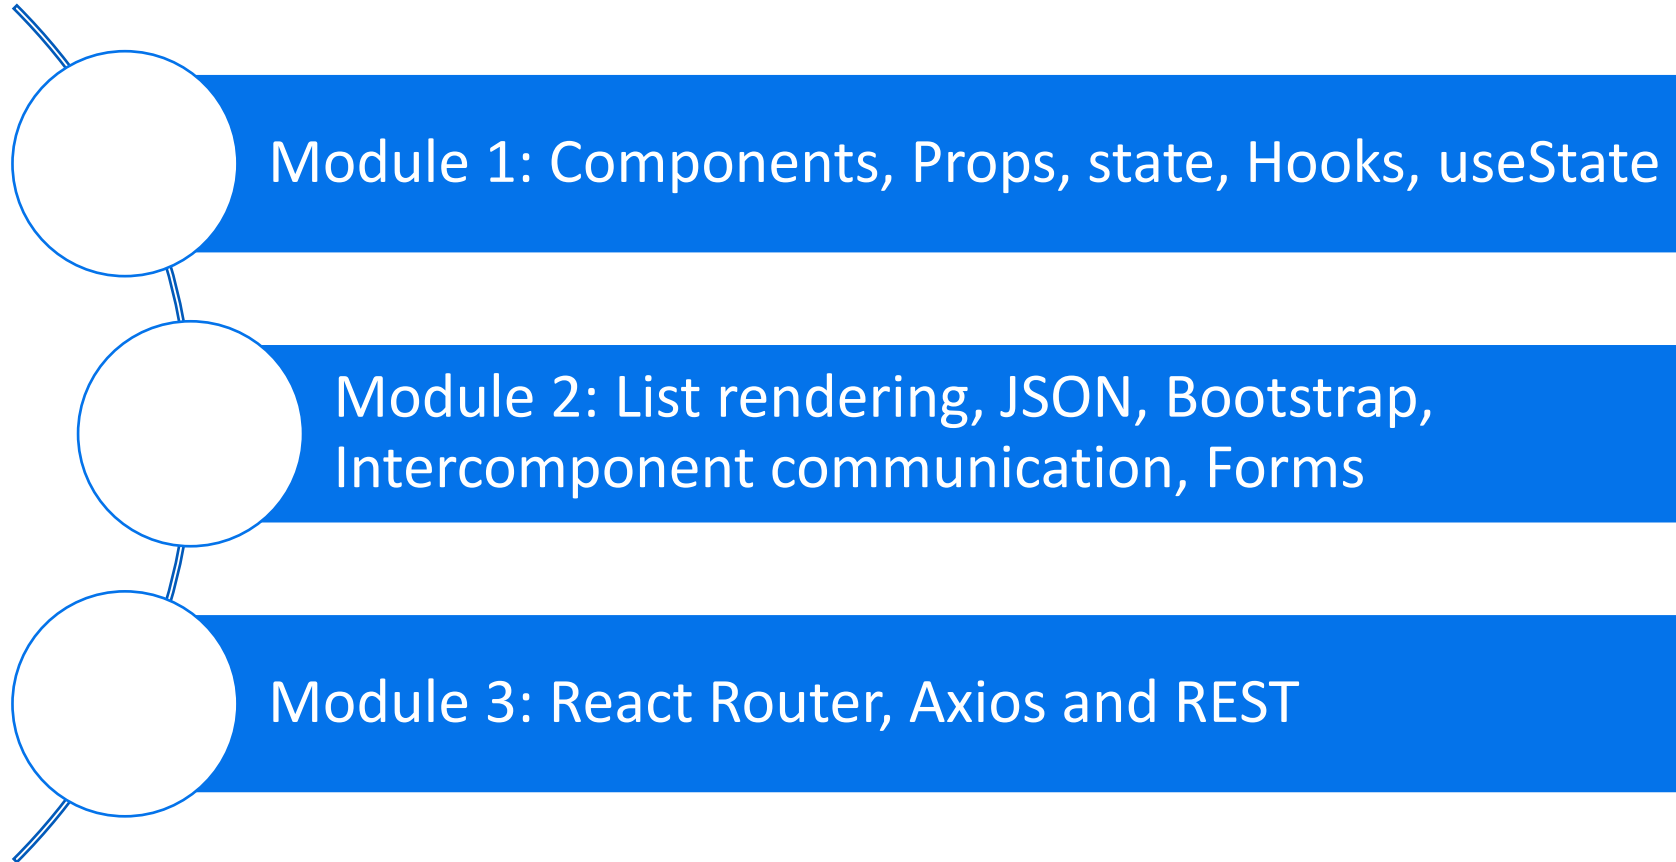 Module 1: Components, Props, state, Hooks, useState
Module 2: List rendering, JSON, Bootstrap,
Intercomponent communication, Forms
Module 3: React Router, Axios and REST